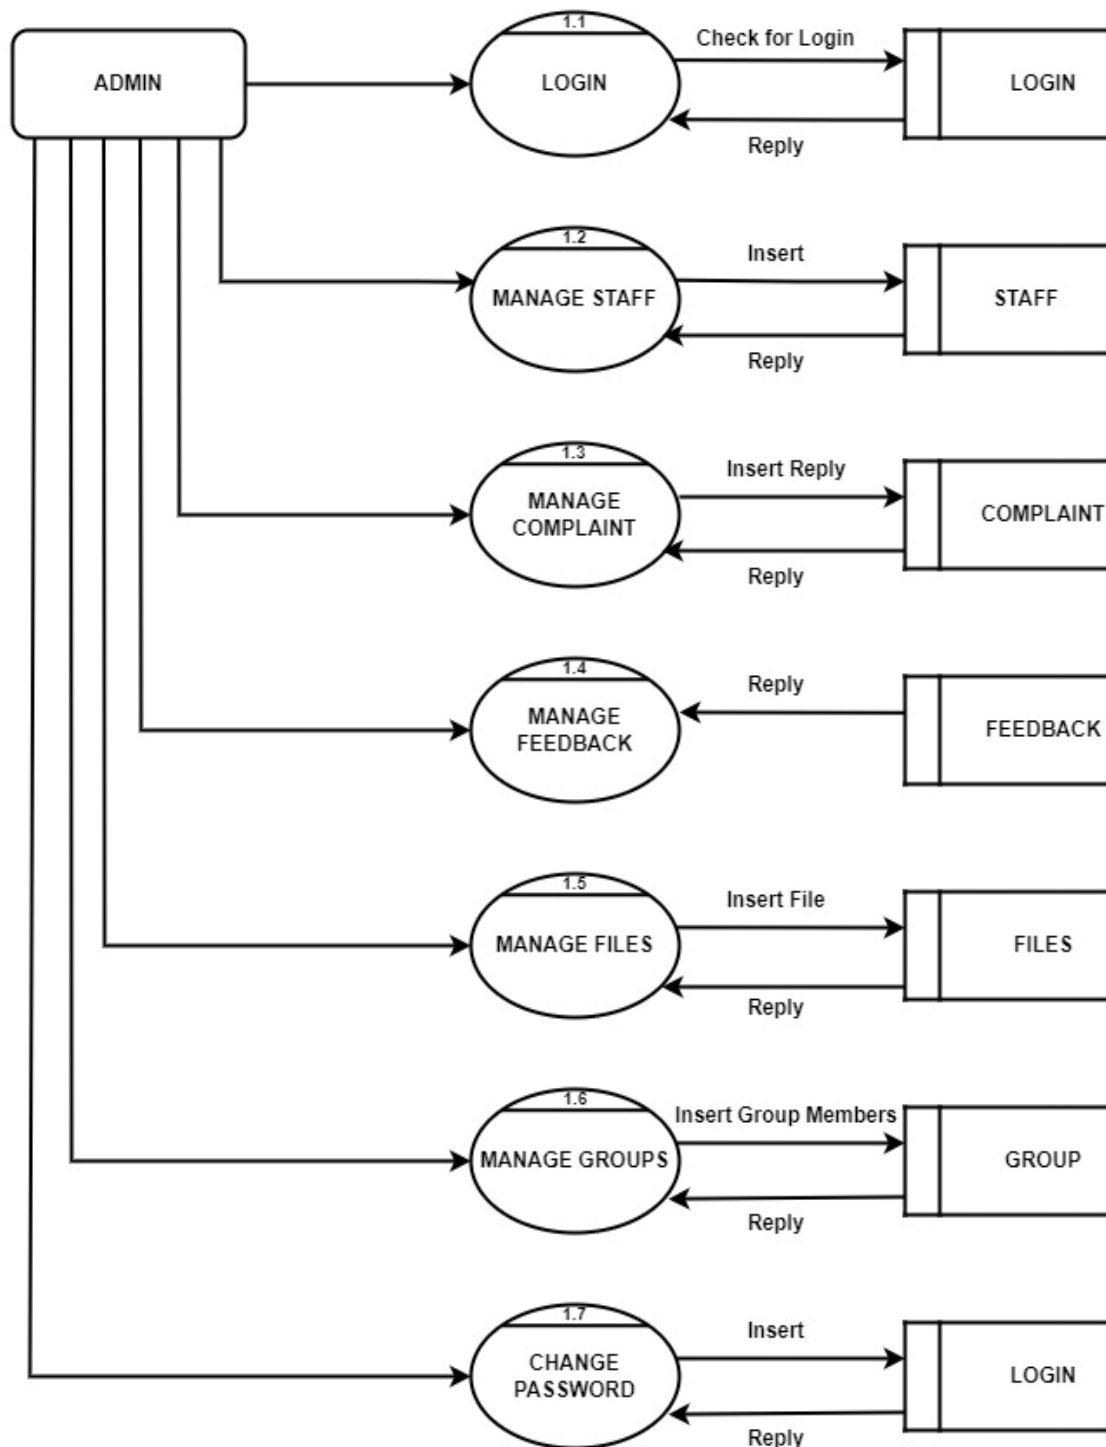 1.1
ADMIN
LOGIN
Check for Login
LOGIN
Reply
1.2
MANAGE STAFF
Insert
STAFF
Reply
1.3
MANAGE
COMPLAINT
Insert Reply
COMPLAINT
Reply
1.4
MANAGE
FEEDBACK
Reply
FEEDBACK
1.5
MANAGE FILES
Insert File
FILES
Reply
1.6
MANAGE GROUPS
Insert Group Members
GROUP
Reply
1.7
CHANGE
PASSWORD
Insert
LOGIN
Reply